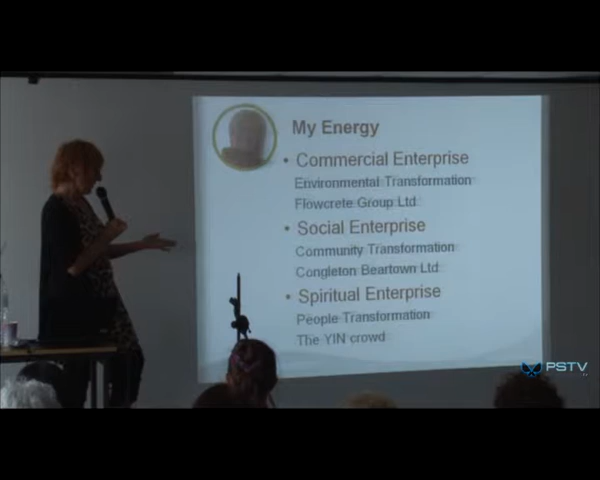 My Energy
• Commercial Enterprise
Environmental Transformation
Flowcrete Group Ltd
• Social Enterprise
Community Transformation
Congleton Beartown Ltd
• Spiritual Enterprise
People Transformation
The YIN crowd
PSTV